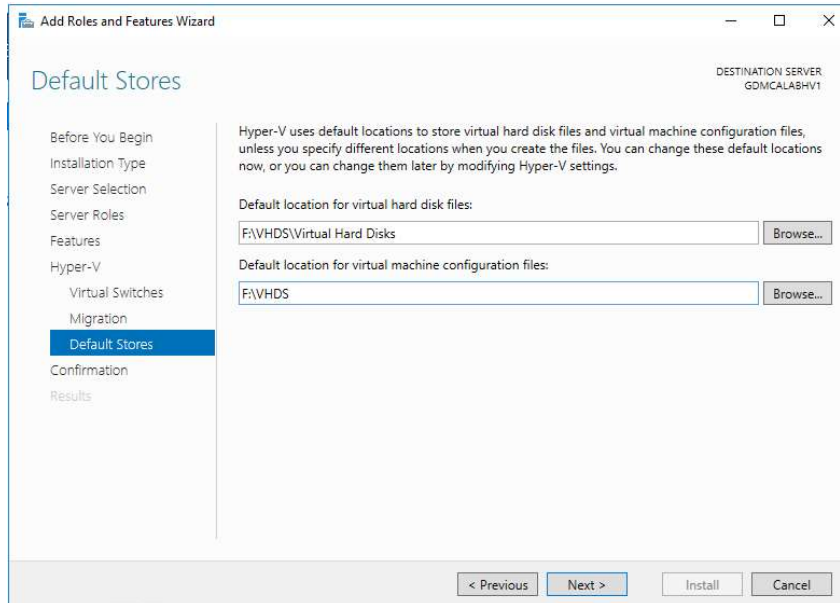 Add Roles and Features Wizard
Default Stores
DESTINATION SERVER
GDMCALABHV1
Before You Begin
Installation Type
Server Selection
Server Roles
Features
Hyper-V
Virtual Switches
Migration
Default Stores
Confirmation
Results
Hyper-V uses default locations to store virtual hard disk files and virtual machine configuration files,
unless you specify different locations when you create the files. You can change these default locations
now, or you can change them later by modifying Hyper-V settings.
Default location for virtual hard disk files:
F:\VHDS\Virtual Hard Disks
Browse...
Default location for virtual machine configuration files:
F:\VHDS
Browse...
< Previous
Next >
Install
Cancel